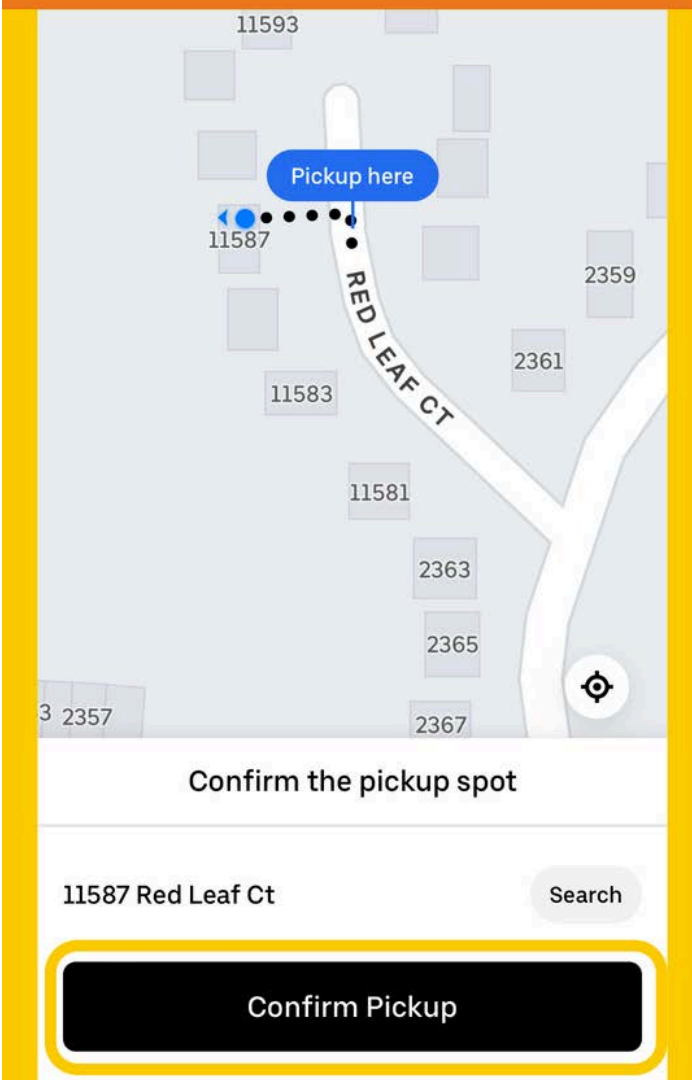 11593
Pickup here
11587
2359
RED LEAF CT
2361
11583
11581
2363
2365
3 2357
2367
Confirm the pickup spot
11587 Red Leaf Ct
Search
Confirm Pickup